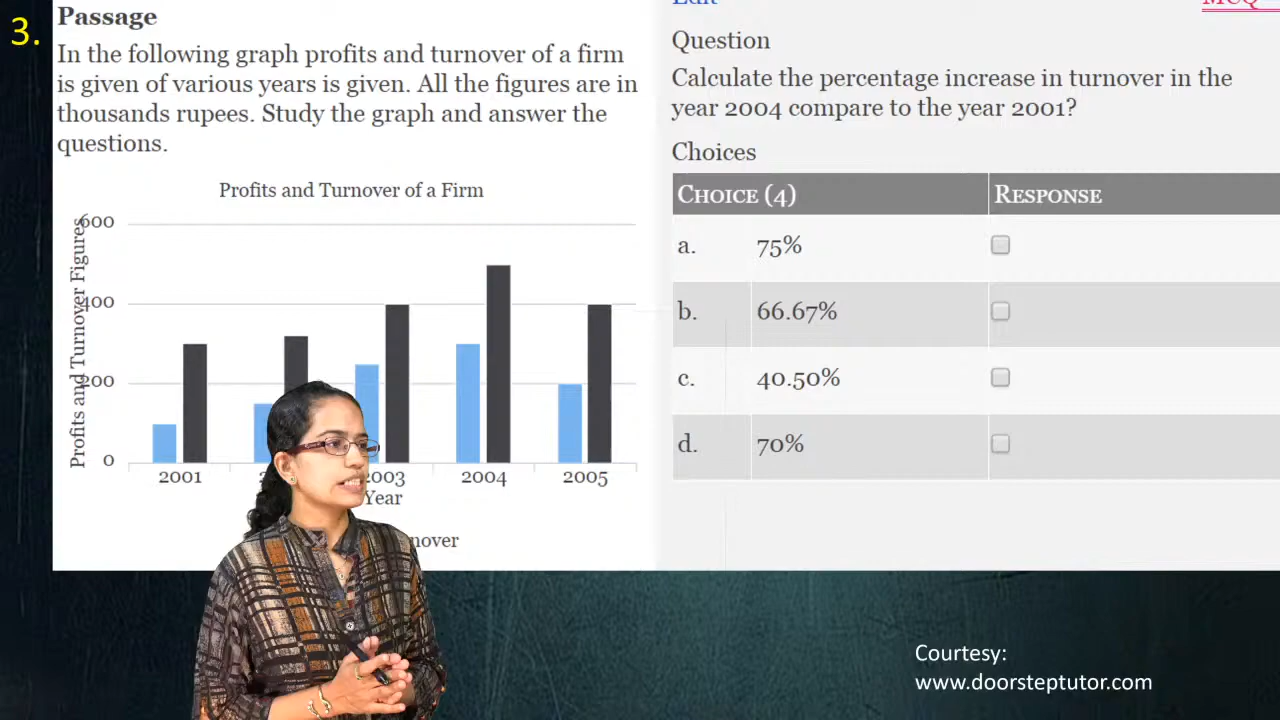 3.
Passage
In the following graph profits and turnover of a firm
is given of various years is given. All the figures are in
thousands rupees. Study the graph and answer the
questions.
Profits and Turnover of a Firm
Profits and Turnover Figures
600
400
200
0
2001
2003
2004
2005
Year
Question
Calculate the percentage increase in turnover in the
year 2004 compare to the year 2001?
Choices
CHOICE (4)
RESPONSE
a. 75%
b. 66.67%
c. 40.50%
d. 70%
Courtesy:
www.doorsteptutor.com